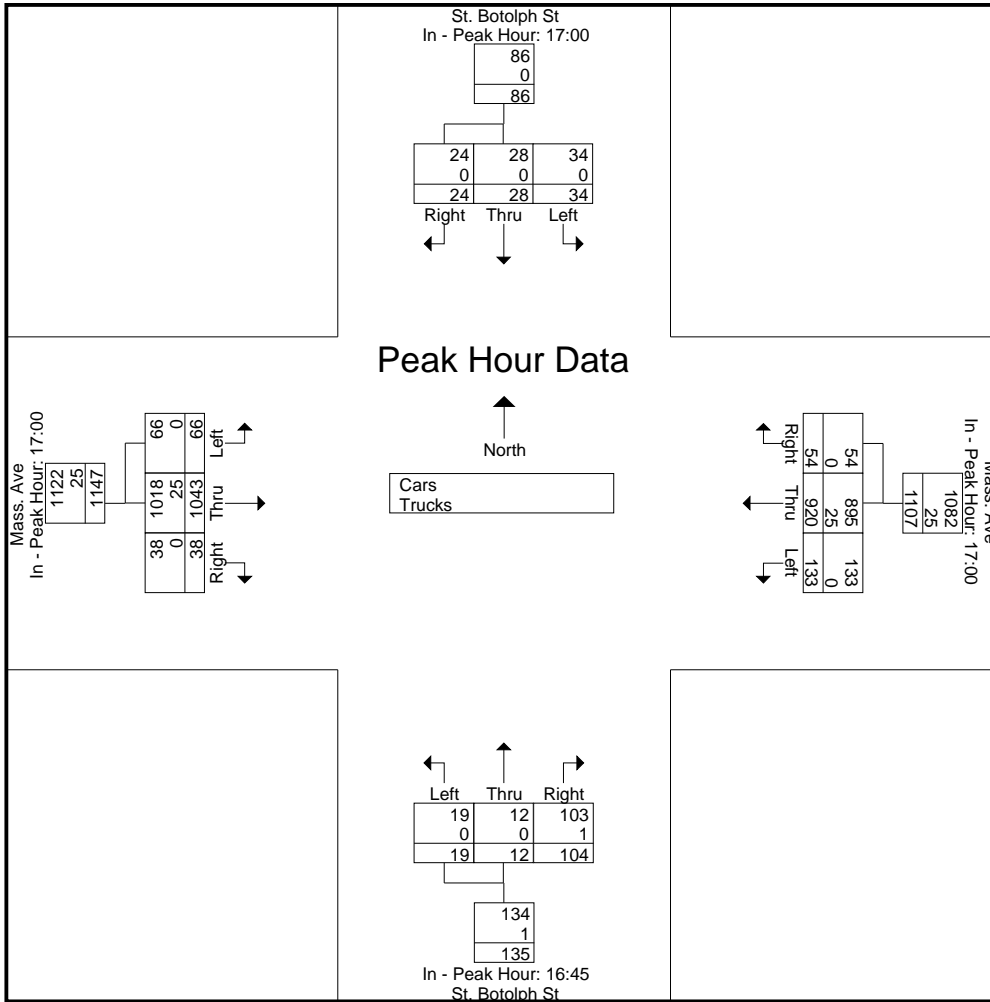 St. Botolph St
In - Peak Hour: 17:00
86
0
86
24 28 34
0 0 0
24 28 34
Right Thru Left
Peak Hour Data
North
Cars
Trucks
Mass. Ave
In - Peak Hour: 17:00
1122
25
1147
66 0 66
1018 25 1043
38 0 38
Left
Thru
Right
Right
Thru
Left
54 0 54
920 25 895
133 0 133
1082
25
1107
Mass. Ave
In - Peak Hour: 17:00
Left Thru Right
19 12 103
0 0 1
19 12 104
134
1
135
In - Peak Hour: 16:45
St. Botolph St